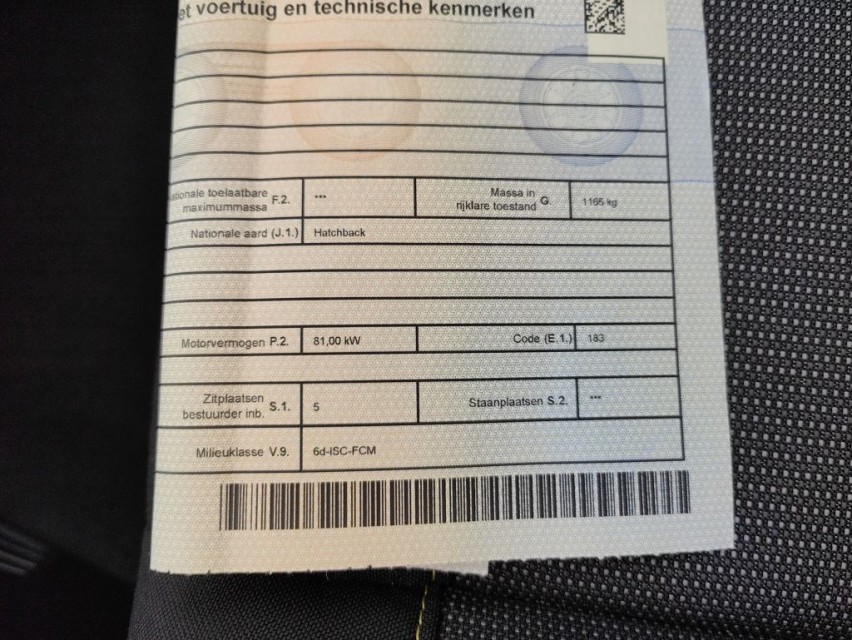 et voertuig en technische kenmerken
toelaatbare F.2. *** Massa in G. 1165 kg
maximummassa rijklare toestand
Nationale aard (J.1.) Hatchback
Motorvermogen P.2. 81,00 kW Code (E.1.) 183
Zitplaatsen S.1. 5 Staanplaatsen S.2. ***
bestuurder inb.
Milieuklasse V.9. 6d-ISC-FCM